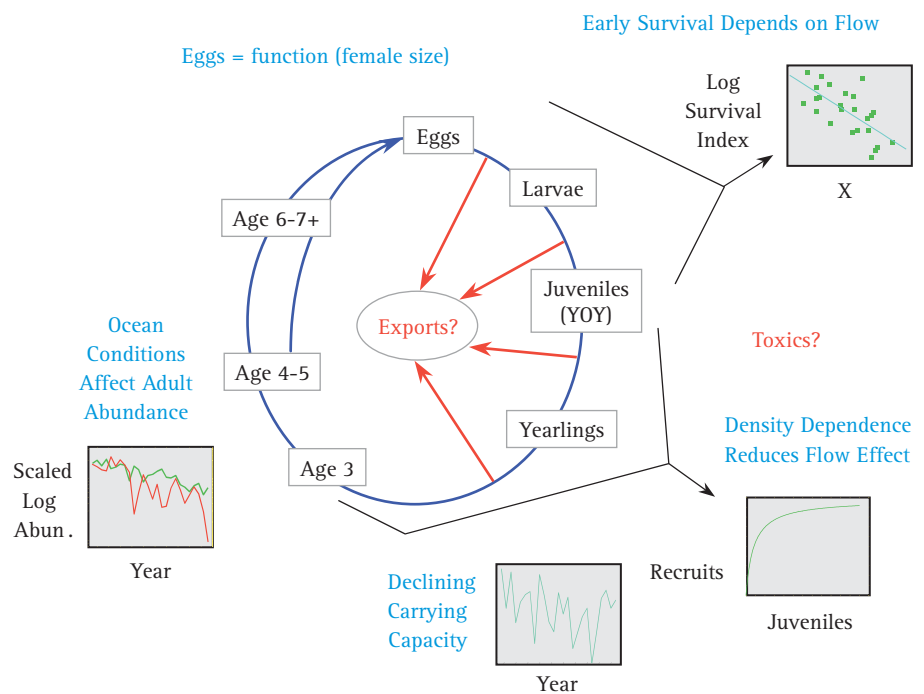 Early Survival Depends on Flow
Eggs = function (female size)
Log
Survival
Index
X
Eggs
Larvae
Age 6-7+
Juveniles
(YOY)
Exports?
Ocean
Conditions
Affect Adult
Abundance
Toxics?
Age 4-5
Yearlings
Density Dependence
Reduces Flow Effect
Age 3
Scaled
Log
Abun.
Year
Declining
Carrying
Capacity
Year
Recruits
Juveniles